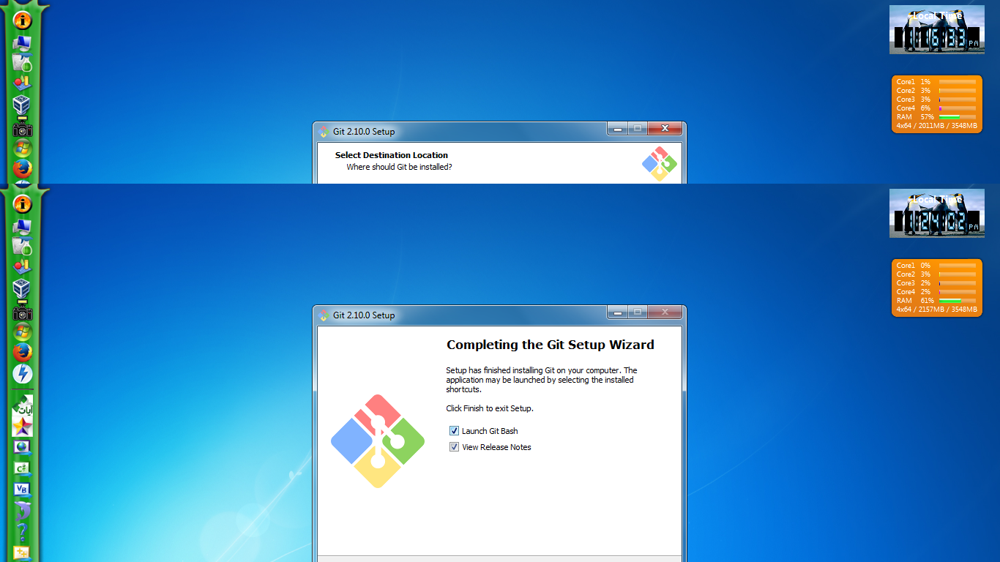 Local Time
PM
Core1 1%
Core2 3%
Core3 3%
Core4 6%
RAM 57%
4x64 / 2011MB / 3548MB
Git 2.10.0 Setup
Select Destination Location
Where should Git be installed?
Local Time
PM
Core1 0%
Core2 3%
Core3 2%
Core4 2%
RAM 61%
4x64 / 2157MB / 3548MB
Git 2.10.0 Setup
Completing the Git Setup Wizard
Setup has finished installing Git on your computer. The
application may be launched by selecting the installed
shortcuts.
Click Finish to exit Setup.
Launch Git Bash
View Release Notes
آيات
C#
VB